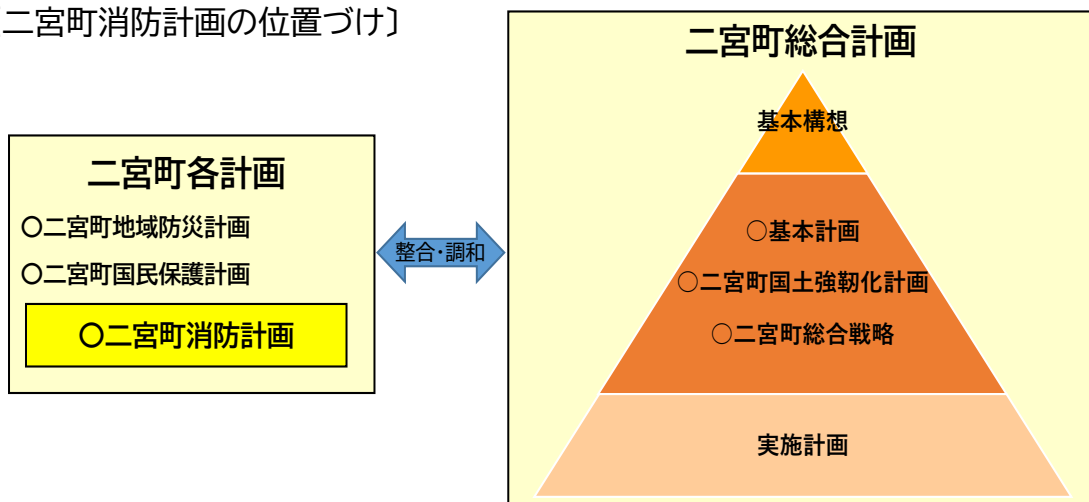 二宮町消防計画の位置づけ〕
二宮町各計画
〇二宮町地域防災計画
〇二宮町国民保護計画
〇二宮町消防計画
整合・調和
二宮町総合計画
基本構想
○基本計画
○二宮町国土強靭化計画
○二宮町総合戦略
実施計画